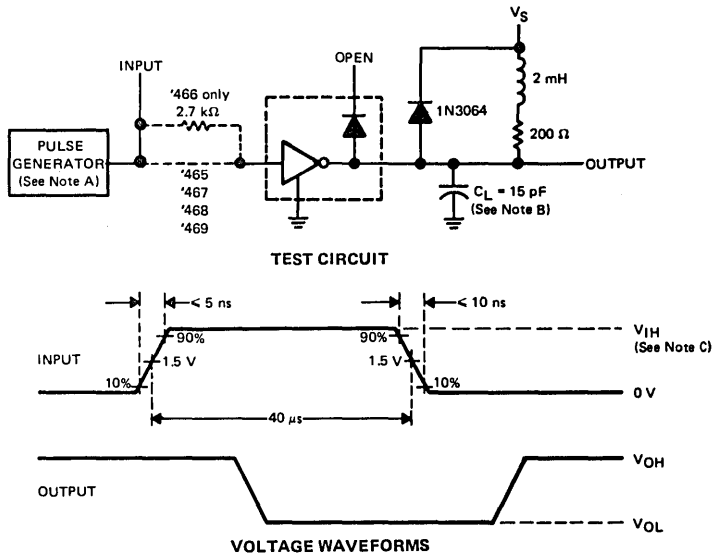 VS
INPUT
OPEN
'466 only
2.7 kΩ
2 mH
1N3064
200 Ω
PULSE
GENERATOR
(See Note A)
OUTPUT
'465
'467
'468
'469
CL = 15 pF
(See Note B)
TEST CIRCUIT
< 5 ns
< 10 ns
90%
90%
VIH
(See Note C)
INPUT
1.5 V
1.5 V
10%
10%
0 V
40 μs
VOH
OUTPUT
VOL
VOLTAGE WAVEFORMS